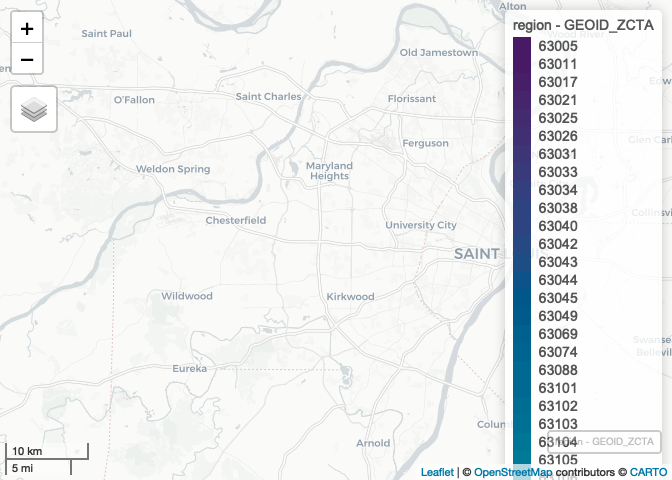 +
−
Saint Paul
Alton
region - GEOID_ZCTA
Old Jamestown
O'Fallon
Saint Charles
Florissant
Ferguson
Weldon Spring
Maryland
Heights
Chesterfield
University City
SAINT
Wildwood
Kirkwood
Eureka
Arnold
63005
63011
63017
63021
63025
63026
63031
63033
63034
63038
63040
63042
63043
63044
63045
63049
63069
63074
63088
63101
63102
63103
63104
63105
region - GEOID_ZCTA
10 km
5 mi
Leaflet | © OpenStreetMap contributors © CARTO